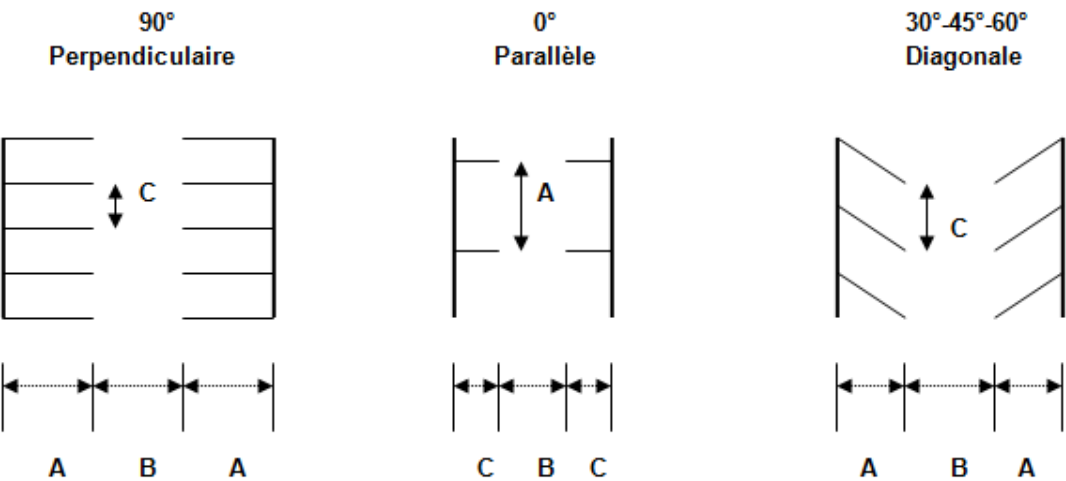 90°
Perpendiculaire
0°
Parallèle
30°-45°-60°
Diagonale
C
A
C
A B A
C B C
A B A